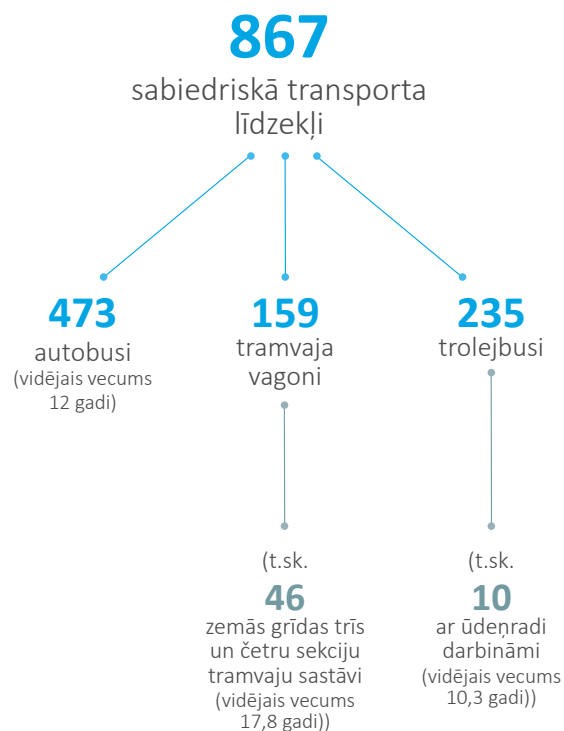 867
sabiedriskā transporta
līdzekļi
473
autobusi
(vidējais vecums
12 gadi)
159
tramvaja
vagoni
235
trolejbusi
(t.sk.
46
zemās grīdas trīs
un četru sekciju
tramvaju sastāvi
(vidējais vecums
17,8 gadi))
(t.sk.
10
ar ūdeņradi
darbināmi
(vidējais vecums
10,3 gadi))